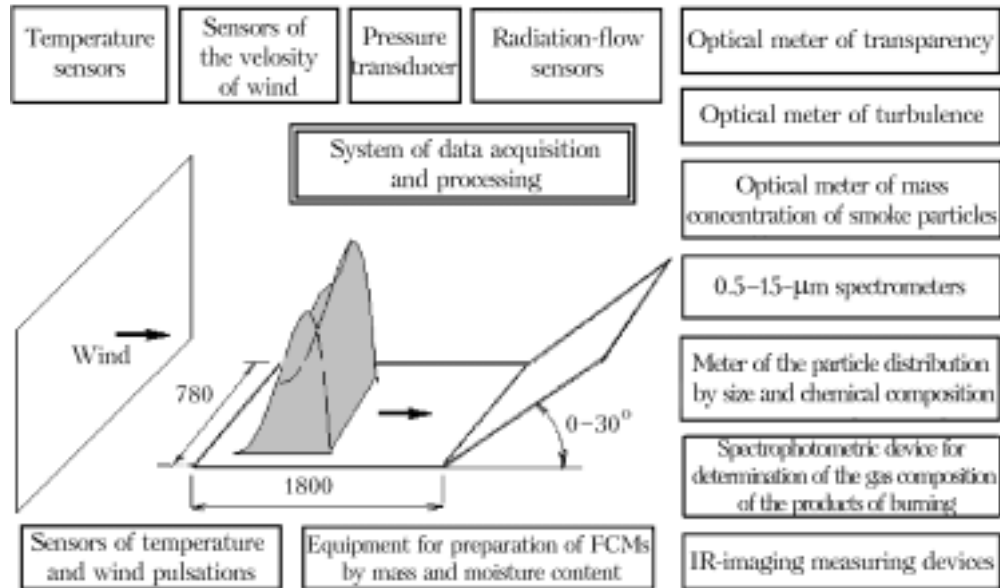 Temperature
sensors
Sensors of
the velosity
of wind
Pressure
transducer
Radiation-flow
sensors
Optical meter of transparency
Optical meter of turbulence
System of data acquisition
and processing
Optical meter of mass
concentration of smoke particles
0.5–15-μm spectrometers
Wind
Meter of the particle distribution
by size and chemical composition
780
0–30°
Spectrophotometric device for
determination of the gas composition
of the products of burning
1800
Sensors of temperature
and wind pulsations
Equipment for preparation of FCMs
by mass and moisture content
IR-imaging measuring devices